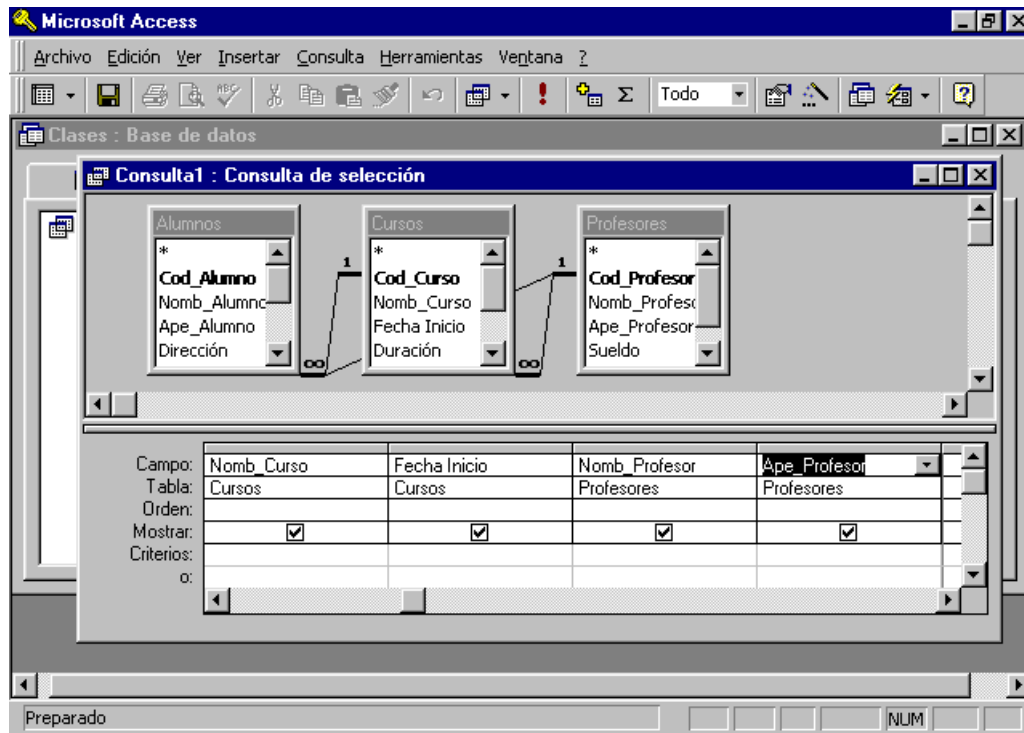 Microsoft Access
Archivo Edición Ver Insertar Consulta Herramientas Ventana ?
ABC Σ Todo
Clases : Base de datos
Consulta1 : Consulta de selección
Alumnos
*
Cod_Alumno
Nomb_Alumno
Ape_Alumno
Dirección
1
∞
Cursos
*
Cod_Curso
Nomb_Curso
Fecha Inicio
Duración
1
∞
Profesores
*
Cod_Profesor
Nomb_Profeso
Ape_Profesor
Sueldo
Campo: Nomb_Curso Fecha Inicio Nomb_Profesor Ape_Profesor
Tabla: Cursos Cursos Profesores Profesores
Orden:
Mostrar:
Criterios:
o:
Preparado NUM